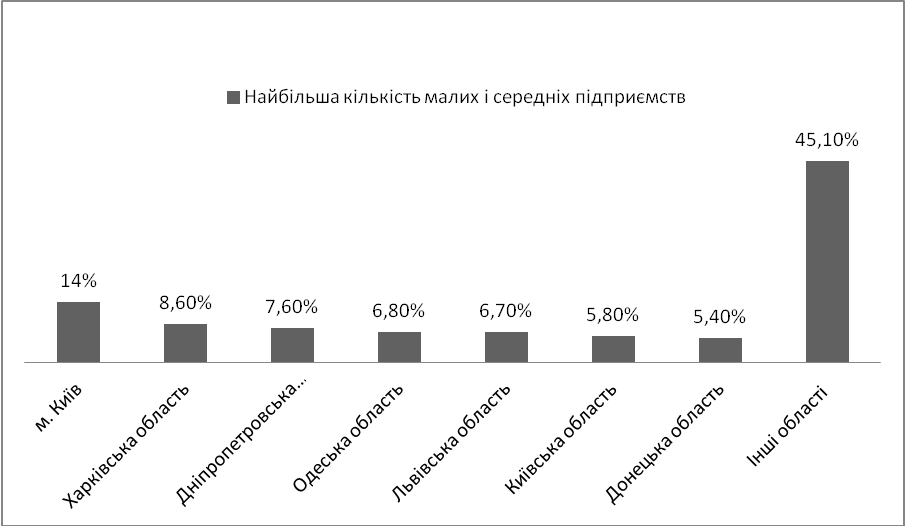 Найбільша кількість малих і середніх підприємств
14%
8,60%
7,60%
6,80%
6,70%
5,80%
5,40%
45,10%
м. Київ
Харківська область
Дніпропетровська...
Одеська область
Львівська область
Київська область
Донецька область
Інші області